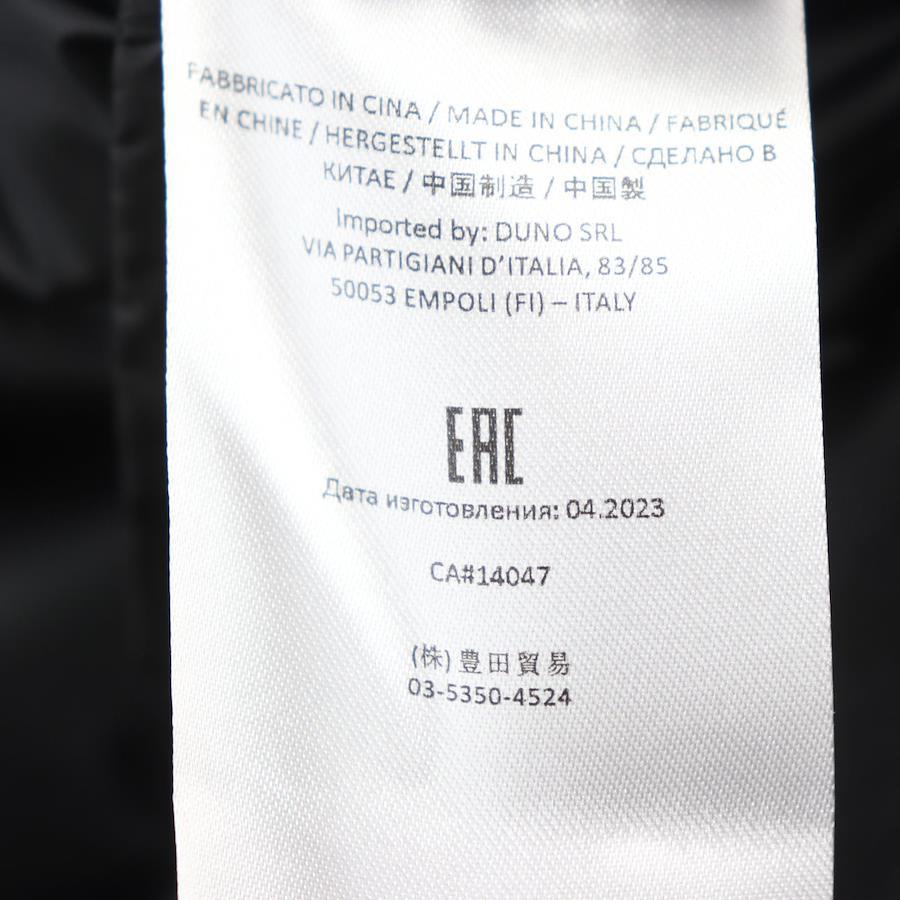 FABBRICATO IN CINA / MADE IN CHINA / FABRIQUÉ
EN CHINE / HERGESTELLT IN CHINA / СДЕЛАНО В
КИТАЕ / 中国制造 / 中国製
Imported by: DUNO SRL
VIA PARTIGIANI D'ITALIA, 83/85
50053 EMPOLI (FI) – ITALY
EAC
Дата изготовления: 04.2023
CA#14047
(株)豊田貿易
03-5350-4524